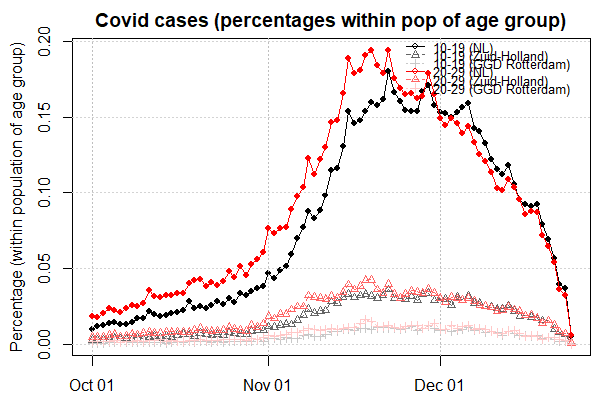 Covid cases (percentages within pop of age group)
Percentage (within population of age group)
0.20
0.15
0.10
0.05
0.00
10-19 (NL)
10-19 (Zuid-Holland)
10-19 (GGD Rotterdam)
20-29 (NL)
20-29 (Zuid-Holland)
20-29 (GGD Rotterdam)
Oct 01
Nov 01
Dec 01